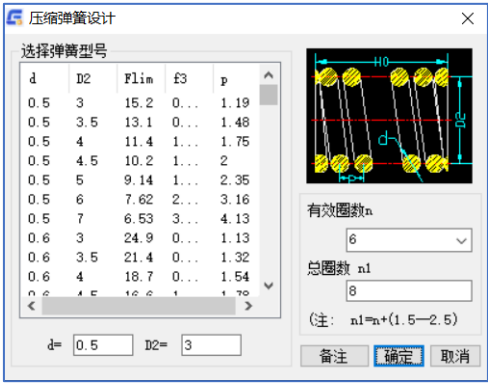 压缩弹簧设计
选择弹簧型号
d D2 Flim f3 p
0.5 3 15.2 0... 1.19
0.5 3.5 13.1 0... 1.48
0.5 4 11.4 1... 1.75
0.5 4.5 10.2 1... 2
0.5 5 9.14 1... 2.35
0.5 6 7.62 2... 3.16
0.5 7 6.53 3... 4.13
0.6 3 24.9 0... 1.13
0.6 3.5 21.4 0... 1.32
0.6 4 18.7 0... 1.54
d= 0.5 D2= 3
H0
D2
d
p
有效圈数n
6
总圈数 n1
8
(注: n1=n+(1.5—2.5)
备注 确定 取消